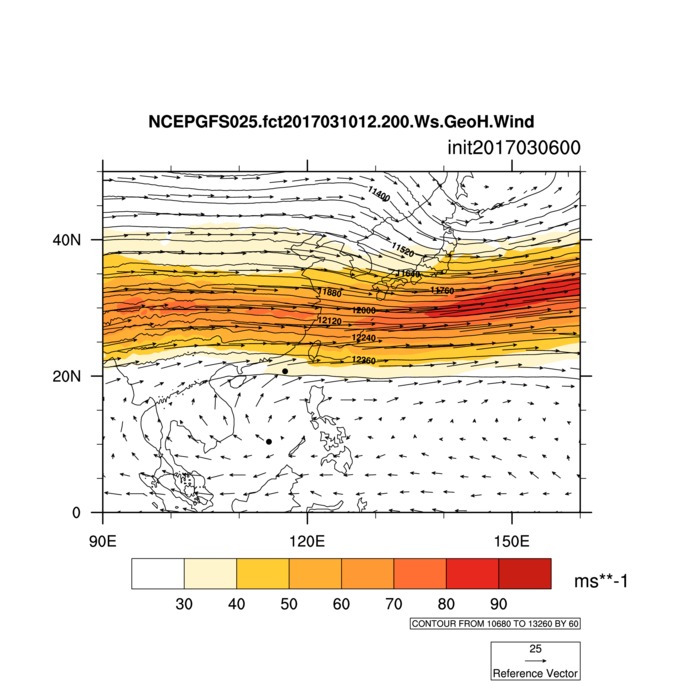 NCEPGFS025.fct2017031012.200.Ws.GeoH.Wind
init2017030600
11400
40N
11520
11640
11880
11760
12000
12120
12240
12360
20N
0
90E
120E
150E
ms**-1
30 40 50 60 70 80 90
CONTOUR FROM 10680 TO 13260 BY 60
25
Reference Vector